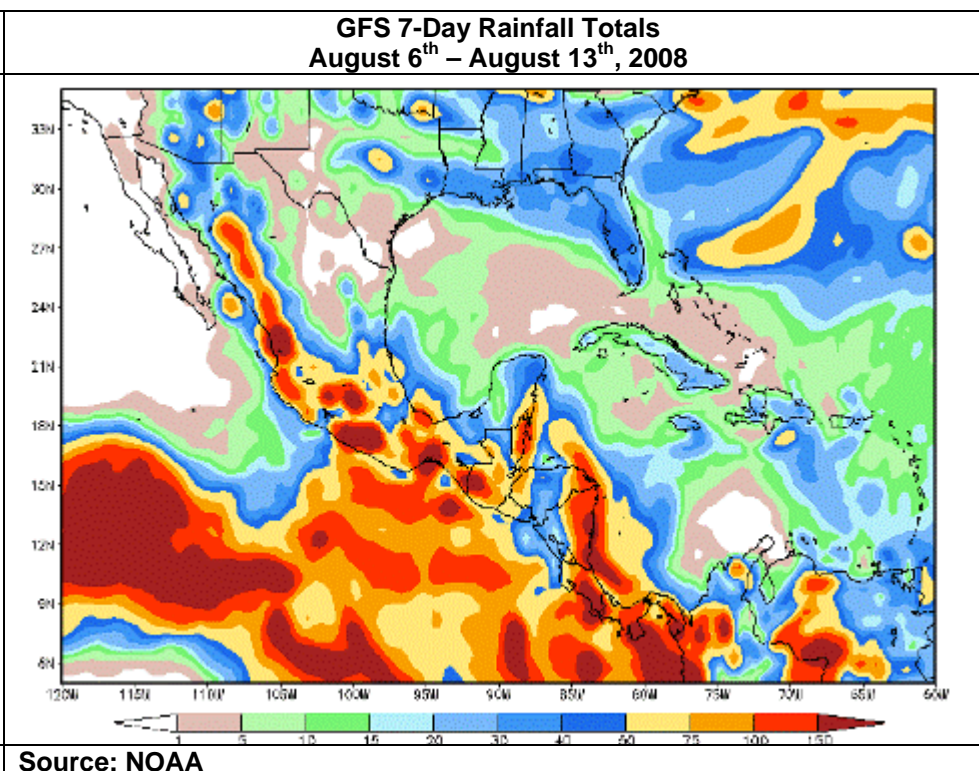 GFS 7-Day Rainfall Totals
August 6th – August 13th, 2008
33N
30N
27N
24N
21N
18N
15N
12N
9N
6N
120W 115W 110W 105W 100W 95W 90W 85W 80W 75W 70W 65W 60W
1 5 10 15 20 30 40 50 75 100 150
Source: NOAA